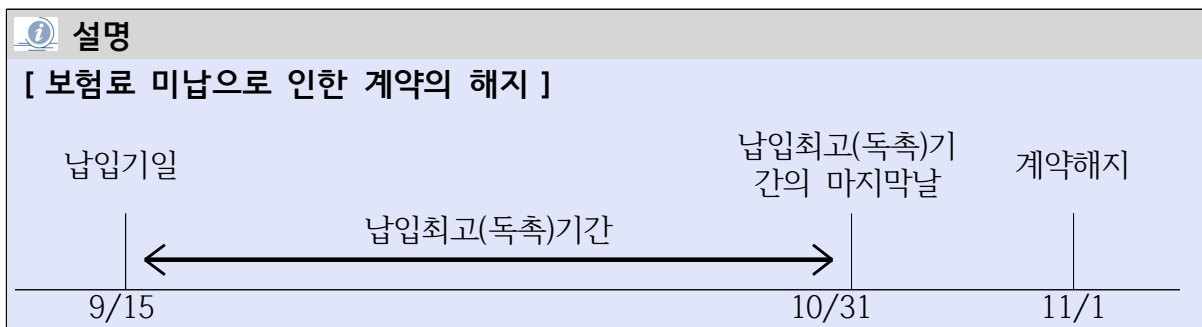 설명
[ 보험료 미납으로 인한 계약의 해지 ]
납입기일
납입최고(독촉)기
간의 마지막날
계약해지
납입최고(독촉)기간
9/15
10/31
11/1